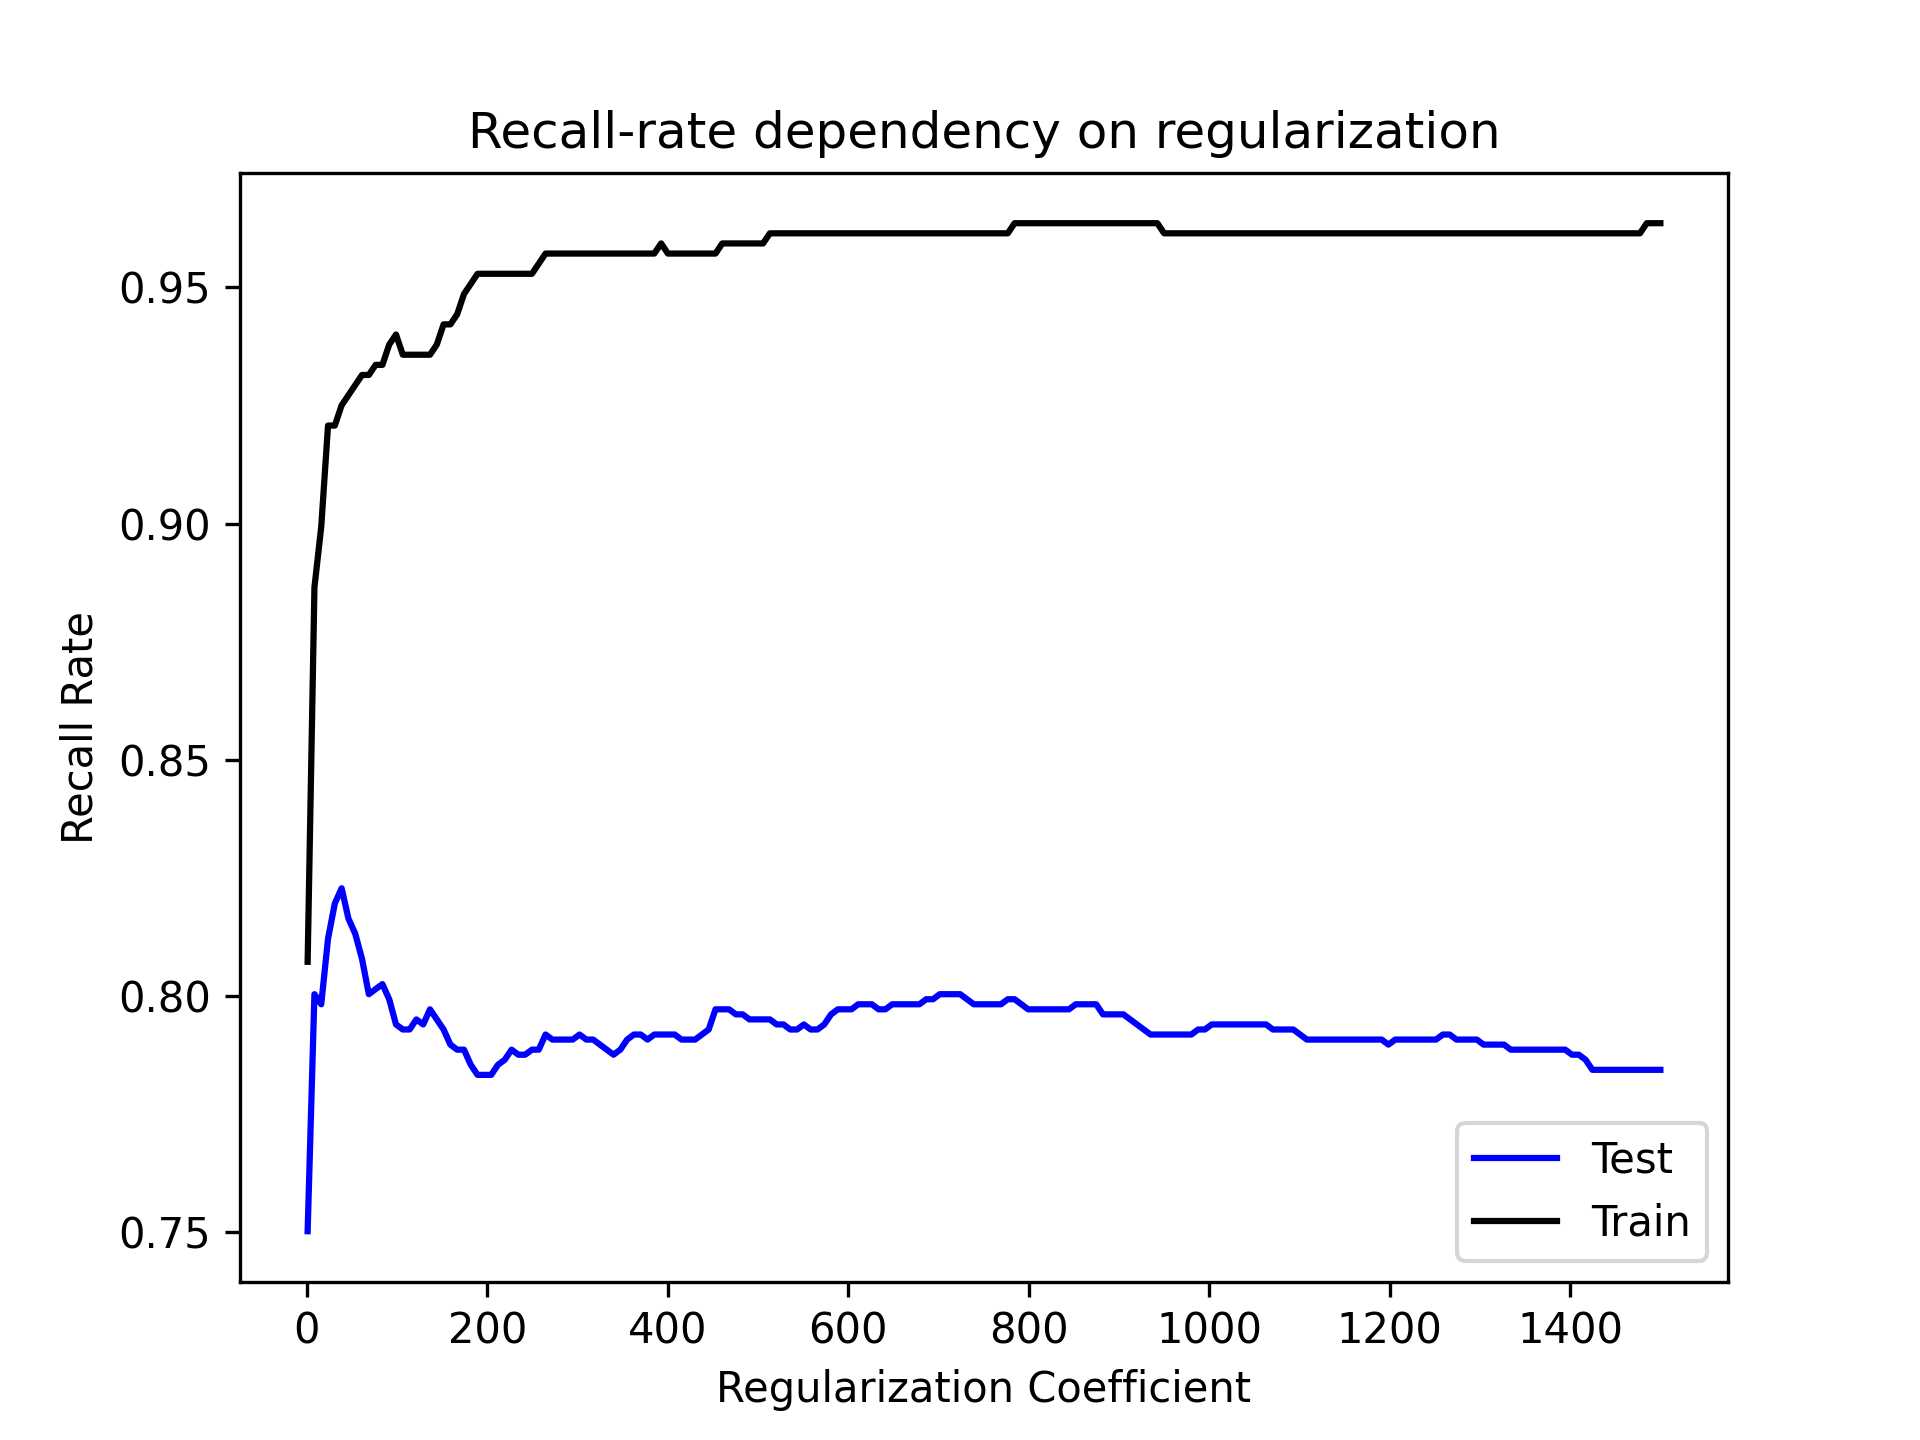 Recall-rate dependency on regularization
0.95
0.90
0.85
0.80
0.75
Recall Rate
0 200 400 600 800 1000 1200 1400
Regularization Coefficient
Test
Train